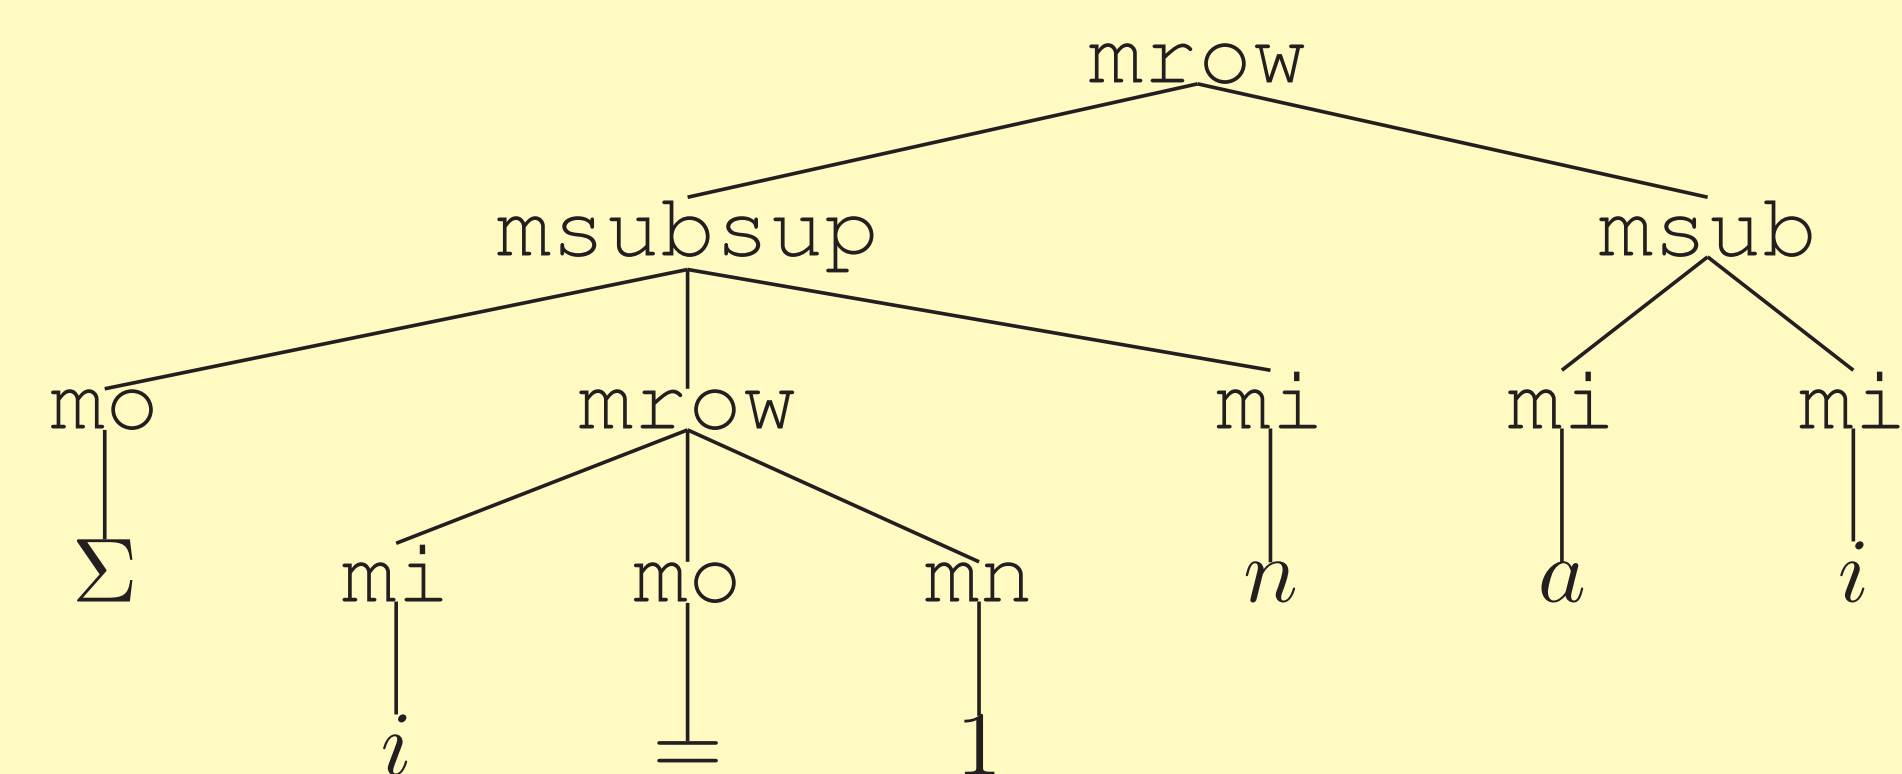 mrow
msubsup msub
mo mrow mi mi mi
Σ mi mo mn n a i
i = 1